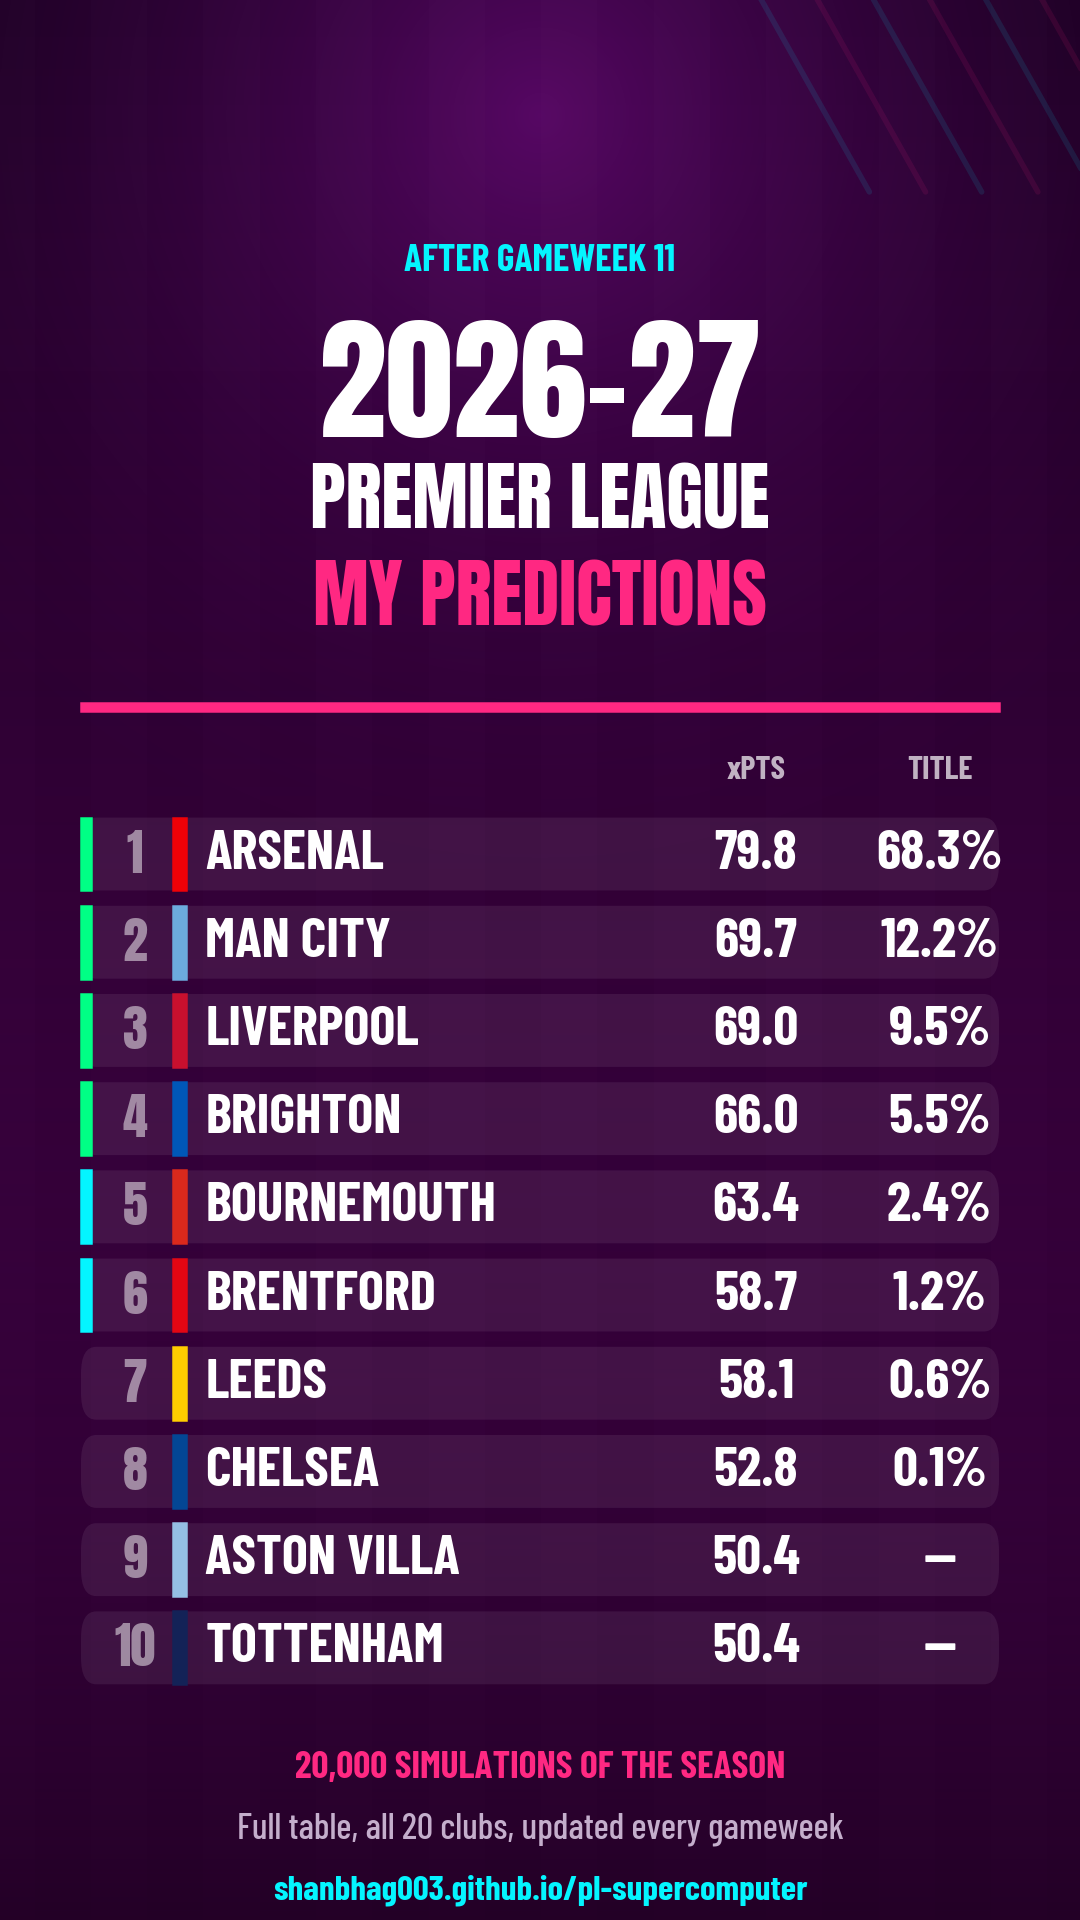 AFTER GAMEWEEK 11
2026-27
PREMIER LEAGUE
MY PREDICTIONS
xPTS TITLE
1 ARSENAL 79.8 68.3%
2 MAN CITY 69.7 12.2%
3 LIVERPOOL 69.0 9.5%
4 BRIGHTON 66.0 5.5%
5 BOURNEMOUTH 63.4 2.4%
6 BRENTFORD 58.7 1.2%
7 LEEDS 58.1 0.6%
8 CHELSEA 52.8 0.1%
9 ASTON VILLA 50.4 –
10 TOTTENHAM 50.4 –
20,000 SIMULATIONS OF THE SEASON
Full table, all 20 clubs, updated every gameweek
shanbhag003.github.io/pl-supercomputer